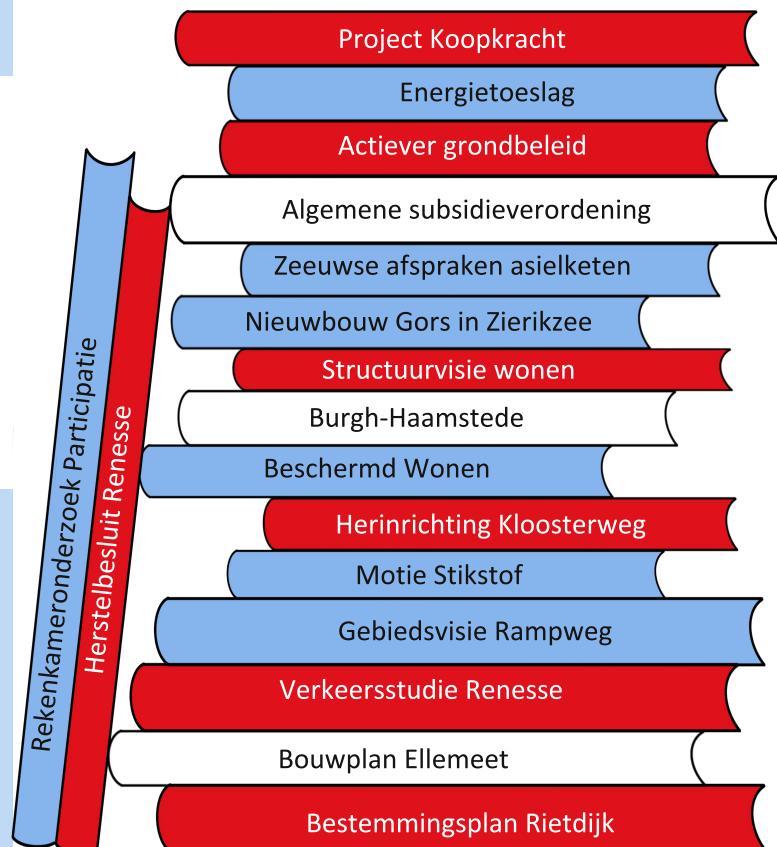 Project Koopkracht
Energietoeslag
Actiever grondbeleid
Algemene subsidieverordening
Zeeuwse afspraken asielketen
Nieuwbouw Gors in Zierikzee
Structuurvisie wonen
Burgh-Haamstede
Beschermd Wonen
Herinrichting Kloosterweg
Motie Stikstof
Gebiedsvisie Rampweg
Verkeersstudie Renesse
Bouwplan Ellemeet
Bestemmingsplan Rietdijk
Rekenkameronderzoek Participatie
Herstelbesluit Renesse